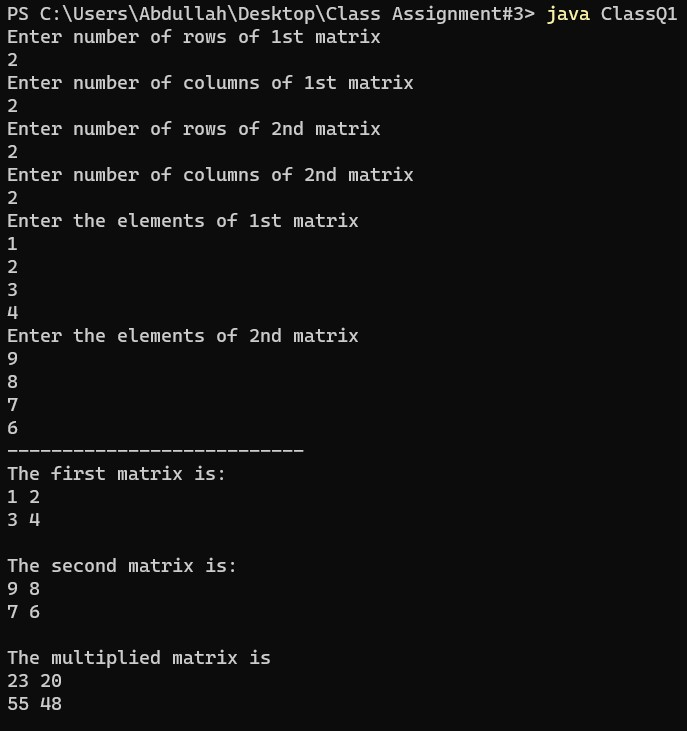 PS C:\Users\Abdullah\Desktop\Class Assignment#3> java ClassQ1
Enter number of rows of 1st matrix
2
Enter number of columns of 1st matrix
2
Enter number of rows of 2nd matrix
2
Enter number of columns of 2nd matrix
2
Enter the elements of 1st matrix
1
2
3
4
Enter the elements of 2nd matrix
9
8
7
6
---------------------------
The first matrix is:
1 2
3 4

The second matrix is:
9 8
7 6

The multiplied matrix is
23 20
55 48